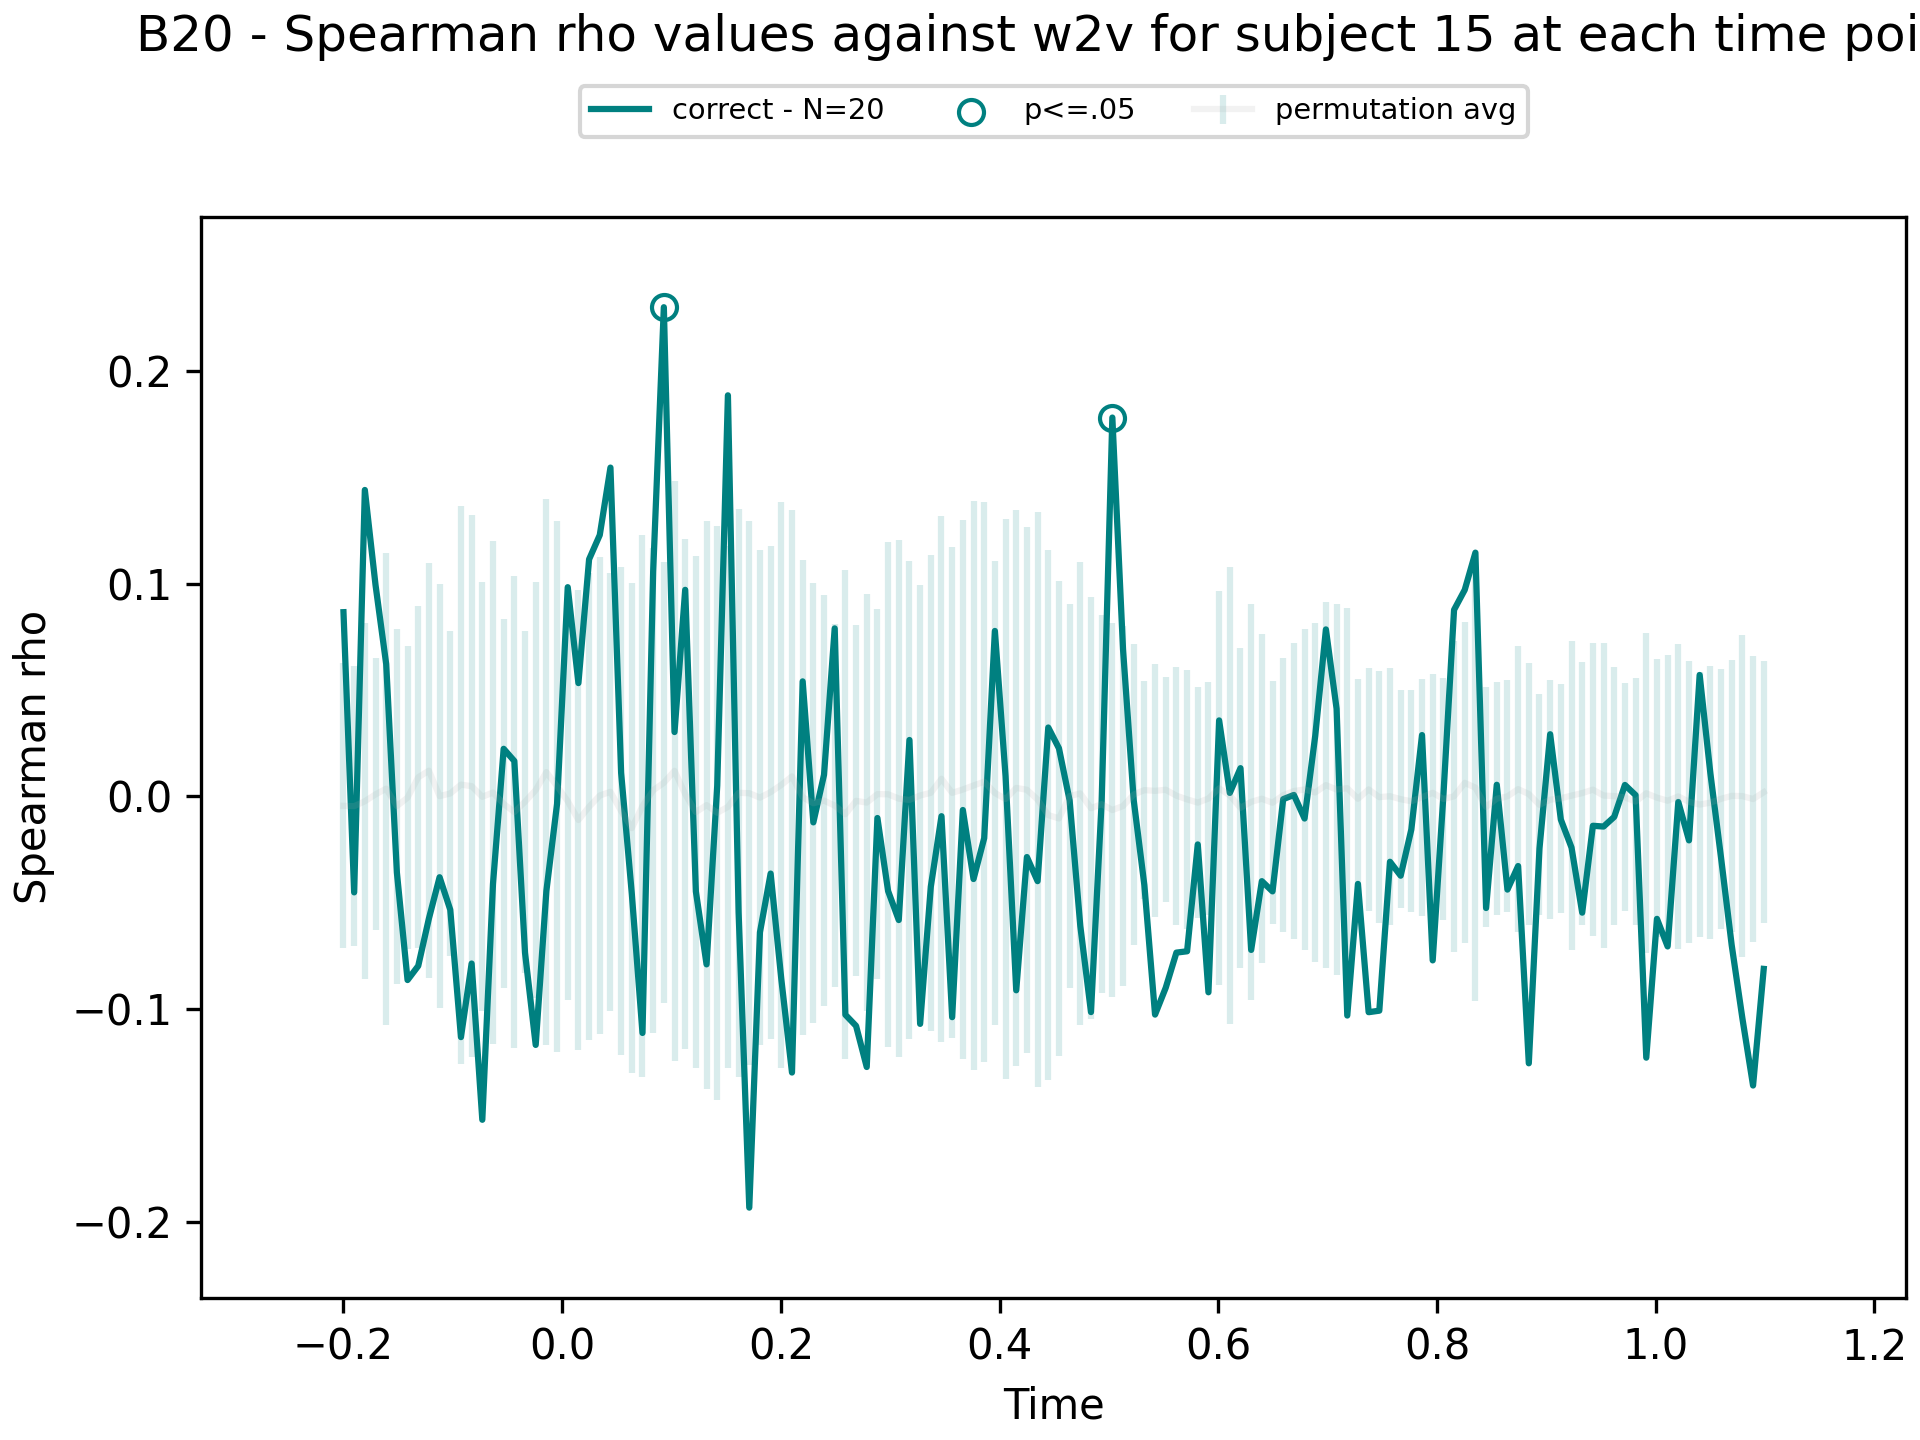 B20 - Spearman rho values against w2v for subject 15 at each time poi
correct - N=20 p<=.05 permutation avg
Spearman rho
0.2
0.1
0.0
−0.1
−0.2
−0.2 0.0 0.2 0.4 0.6 0.8 1.0 1.2
Time